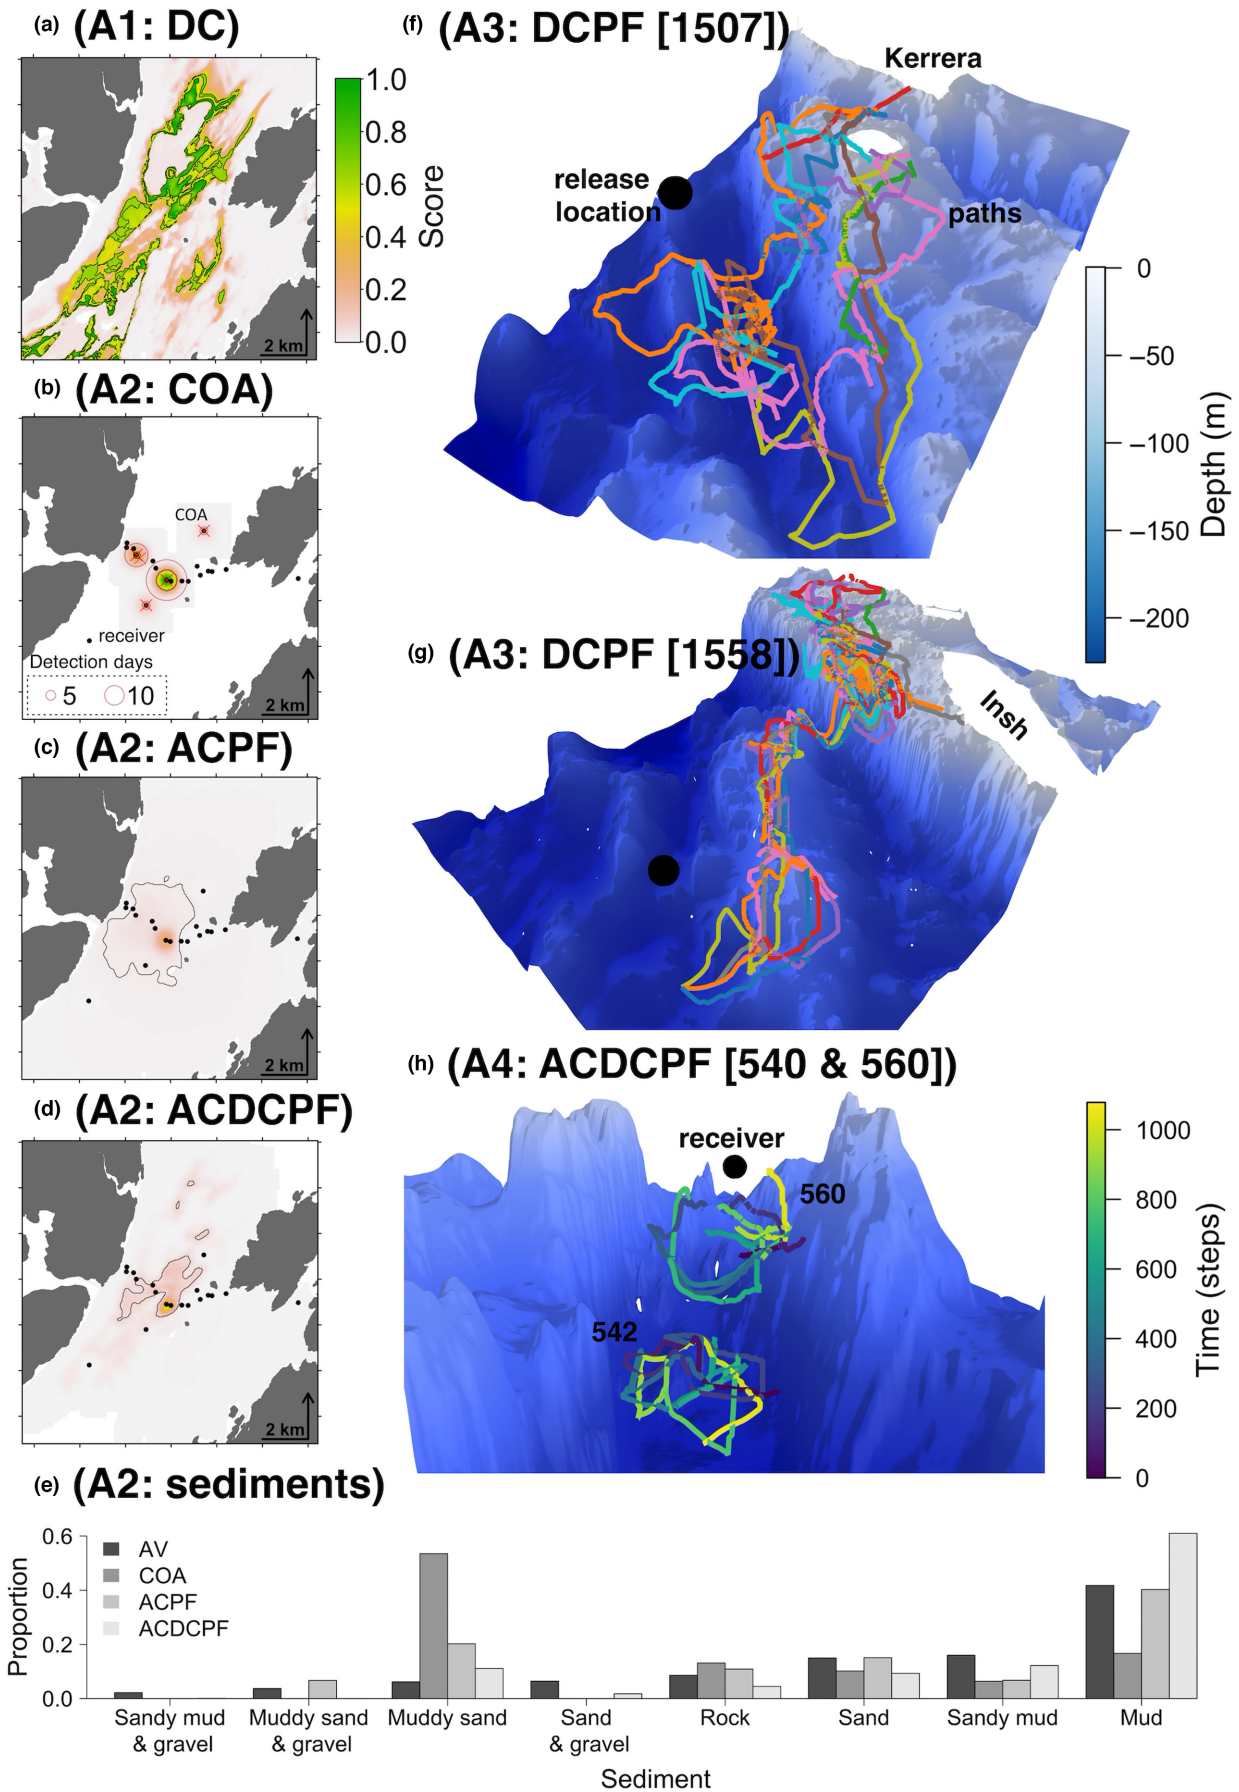 (a) (A1: DC)
1.0
0.8
0.6
0.4
0.2
0.0
Score
2 km
(b) (A2: COA)
COA
receiver
Detection days
5 10
2 km
(c) (A2: ACPF)
2 km
(d) (A2: ACDCPF)
2 km
(f) (A3: DCPF [1507])
Kerrera
release
location
paths
0
−50
−100
−150
−200
Depth (m)
(g) (A3: DCPF [1558])
Insh
(h) (A4: ACDCPF [540 & 560])
receiver
560
542
1000
800
600
400
200
0
Time (steps)
(e) (A2: sediments)
0.6
0.4
0.2
0.0
Proportion
AV
COA
ACPF
ACDCPF
Sandy mud
& gravel
Muddy sand
& gravel
Muddy sand
Sand
& gravel
Rock
Sand
Sandy mud
Mud
Sediment